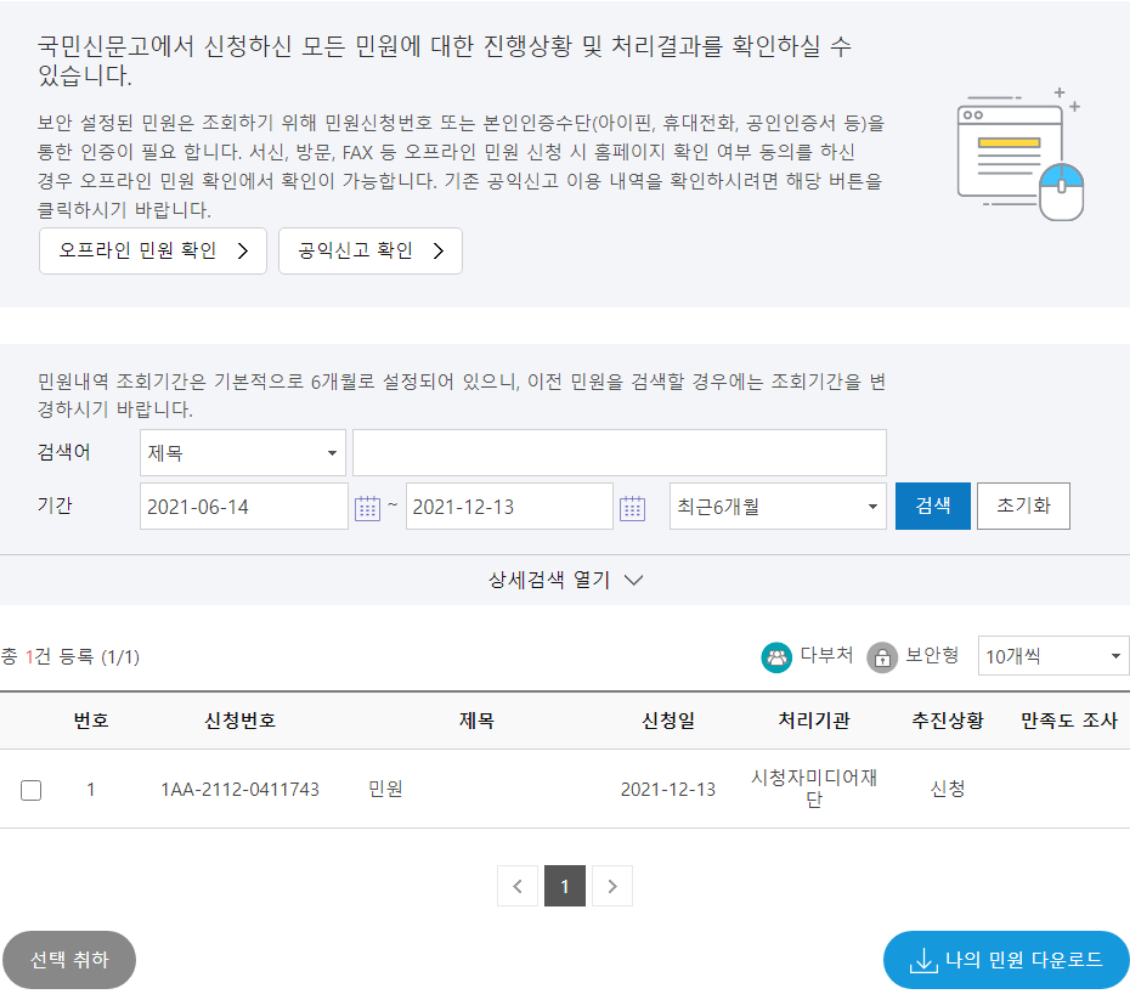 국민신문고에서 신청하신 모든 민원에 대한 진행상황 및 처리결과를 확인하실 수
있습니다.
보안 설정된 민원은 조회하기 위해 민원신청번호 또는 본인인증수단(아이핀, 휴대전화, 공인인증서 등)을
통한 인증이 필요 합니다. 서신, 방문, FAX 등 오프라인 민원 신청 시 홈페이지 확인 여부 동의를 하신
경우 오프라인 민원 확인에서 확인이 가능합니다. 기존 공익신고 이용 내역을 확인하시려면 해당 버튼을
클릭하시기 바랍니다.
오프라인 민원 확인 공익신고 확인
민원내역 조회기간은 기본적으로 6개월로 설정되어 있으니, 이전 민원을 검색할 경우에는 조회기간을 변
경하시기 바랍니다.
검색어 제목
기간 2021-06-14 ~ 2021-12-13 최근6개월 검색 초기화
상세검색 열기
총 1건 등록 (1/1) 다부처 보안형 10개씩
번호 신청번호 제목 신청일 처리기관 추진상황 만족도 조사
1 1AA-2112-0411743 민원 2021-12-13 시청자미디어재 신청
단
< 1 >
선택 취하 나의 민원 다운로드